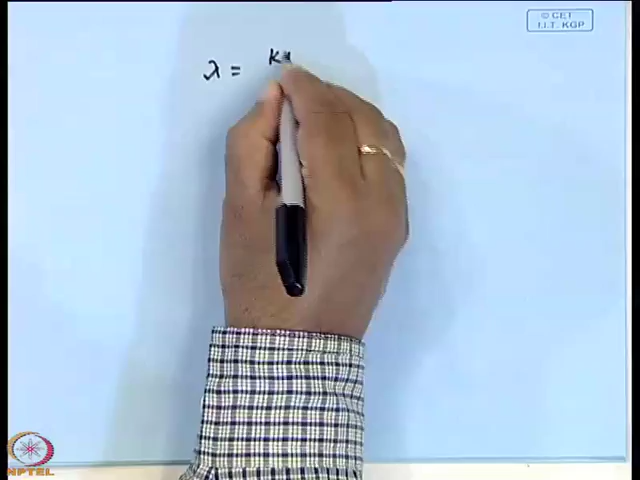 © CET
I.I.T. KGP
λ = K
NPTEL